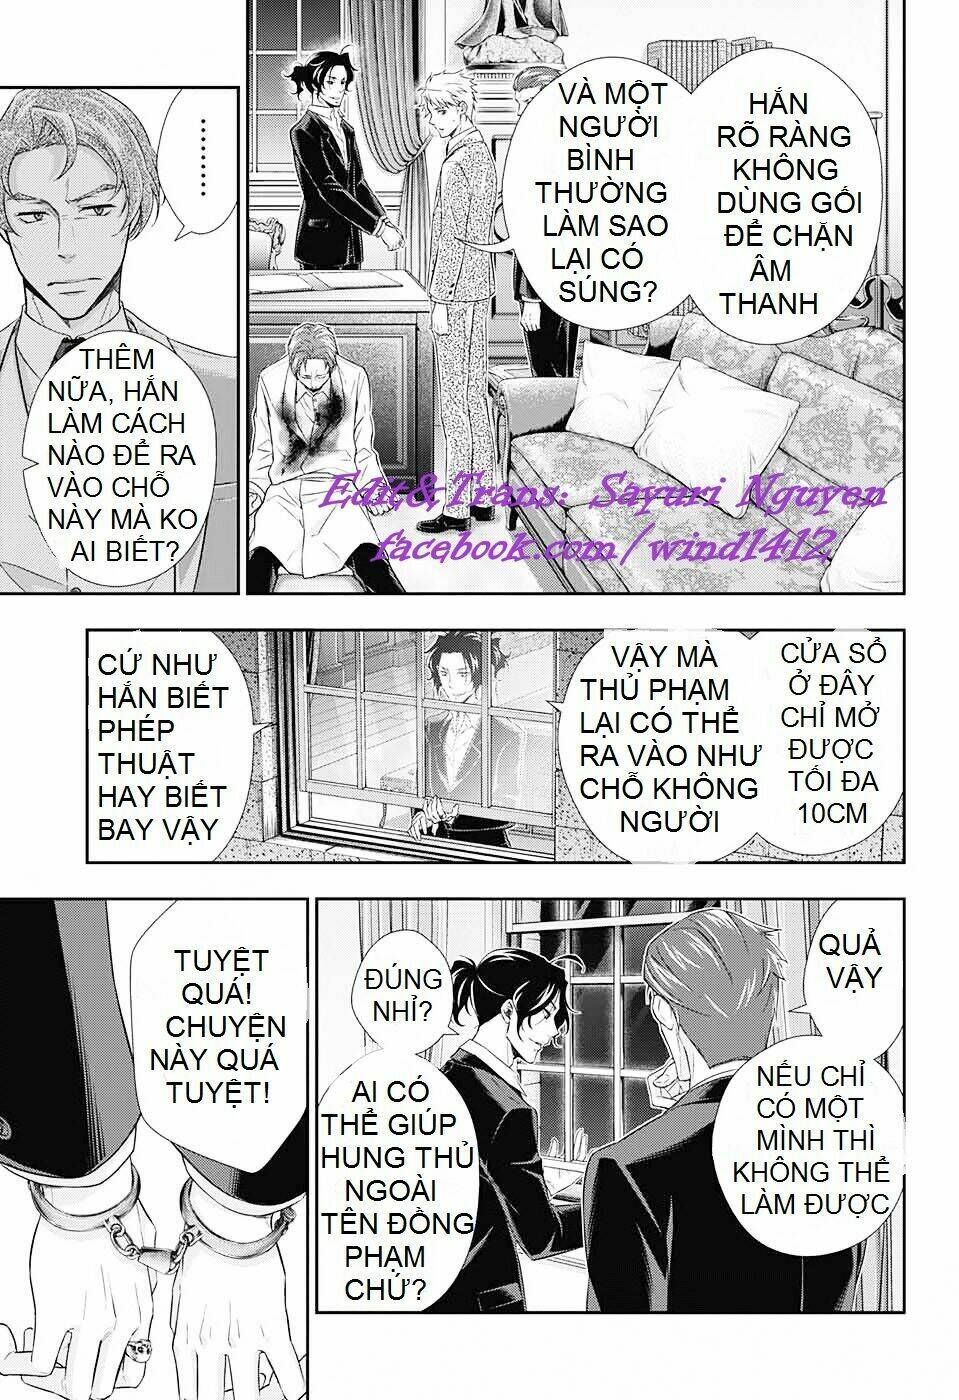 HẮN
RÕ RÀNG
KHÔNG
DÙNG GỐI
ĐỂ CHẶN
ÂM
THANH
VÀ MỘT
NGƯỜI
BÌNH
THƯỜNG
LÀM SAO
LẠI CÓ
SÚNG?
THÊM
NỮA, HẮN
LÀM CÁCH
NÀO ĐỂ RA
VÀO CHỖ
NÀY MÀ KO
AI BIẾT?
Edit&Trans: Sayuri Nguyen
facebook.com/wind1412
CỬA SỔ
Ở ĐÂY
CHỈ MỞ
ĐƯỢC
TỐI ĐA
10CM
VẬY MÀ
THỦ PHẠM
LẠI CÓ THỂ
RA VÀO NHƯ
CHỖ KHÔNG
NGƯỜI
CỨ NHƯ
HẮN BIẾT
PHÉP
THUẬT
HAY BIẾT
BAY VẬY
QUẢ
VẬY
NẾU CHỈ
CÓ MỘT
MÌNH THÌ
KHÔNG THỂ
LÀM ĐƯỢC
ĐÚNG
NHỈ?
AI CÓ
THỂ GIÚP
HUNG THỦ
NGOÀI
TÊN ĐỒNG
PHẠM
CHỨ?
TUYỆT
QUÁ!
CHUYỆN
NÀY QUÁ
TUYỆT!